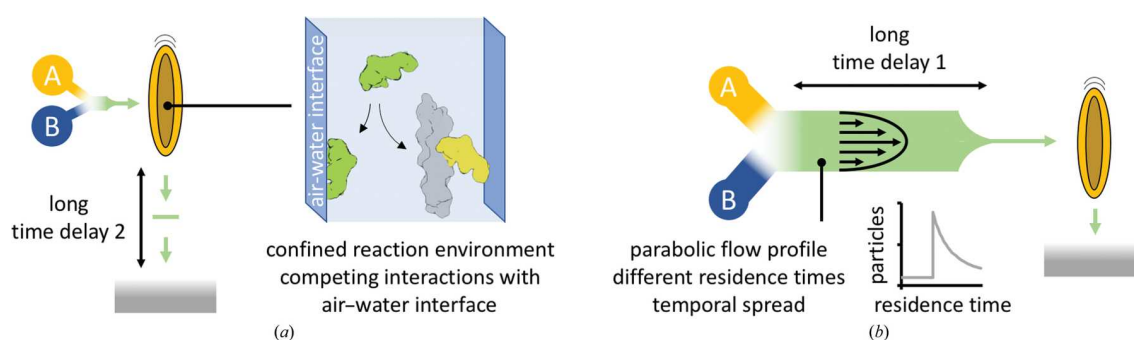 A
B
long
time delay 2
air-water interface
confined reaction environment
competing interactions with
air–water interface
(a)
long
time delay 1
A
B
parabolic flow profile
different residence times
temporal spread
particles
residence time
(b)